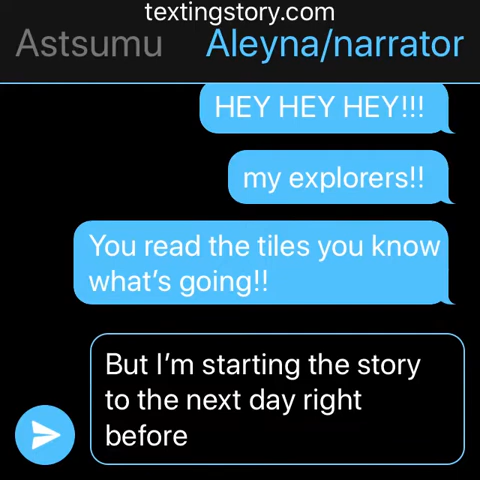 textingstory.com
Astsumu Aleyna/narrator
HEY HEY HEY!!!
my explorers!!
You read the tiles you know
what's going!!
But I'm starting the story
to the next day right
before